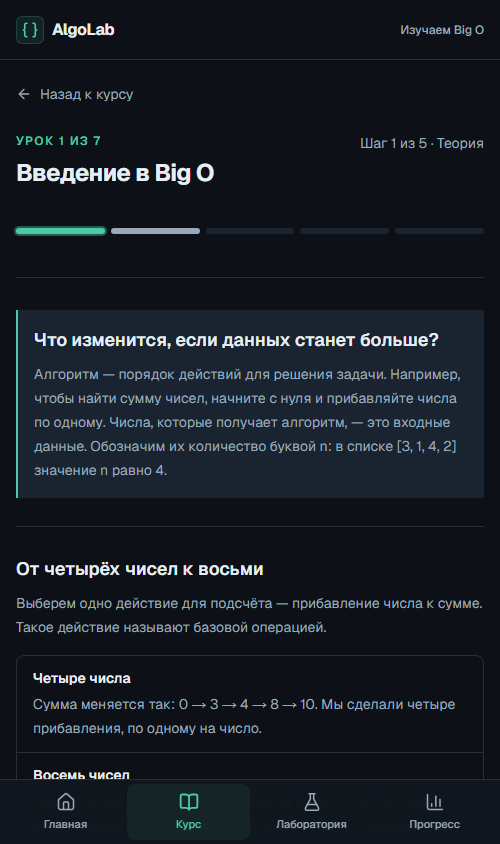 { } AlgoLab
Изучаем Big O
← Назад к курсу
УРОК 1 ИЗ 7
Шаг 1 из 5 · Теория
Введение в Big O
Что изменится, если данных станет больше?
Алгоритм — порядок действий для решения задачи. Например,
чтобы найти сумму чисел, начните с нуля и прибавляйте числа
по одному. Числа, которые получает алгоритм, — это входные
данные. Обозначим их количество буквой n: в списке [3, 1, 4, 2]
значение n равно 4.
От четырёх чисел к восьми
Выберем одно действие для подсчёта — прибавление числа к сумме.
Такое действие называют базовой операцией.
Четыре числа
Сумма меняется так: 0 → 3 → 4 → 8 → 10. Мы сделали четыре
прибавления, по одному на число.
Восемь чисел
Главная
Курс
Лаборатория
Прогресс